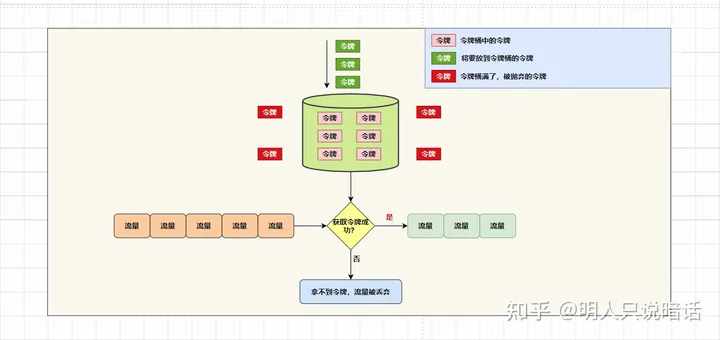 令牌 令牌桶中的令牌
令牌 将要放到令牌桶的令牌
令牌 令牌桶满了，被抛弃的令牌
令牌
令牌
令牌
令牌 令牌
令牌 令牌
令牌 令牌
令牌 令牌
令牌 令牌
流量 流量 流量 流量 流量
获取令牌成
功?
是
流量 流量 流量
否
拿不到令牌，流量被丢弃
知乎 @明人只说暗话